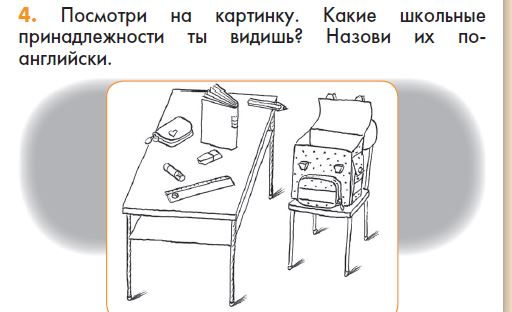 4. Посмотри на картинку. Какие школьные
принадлежности ты видишь? Назови их по-
английски.